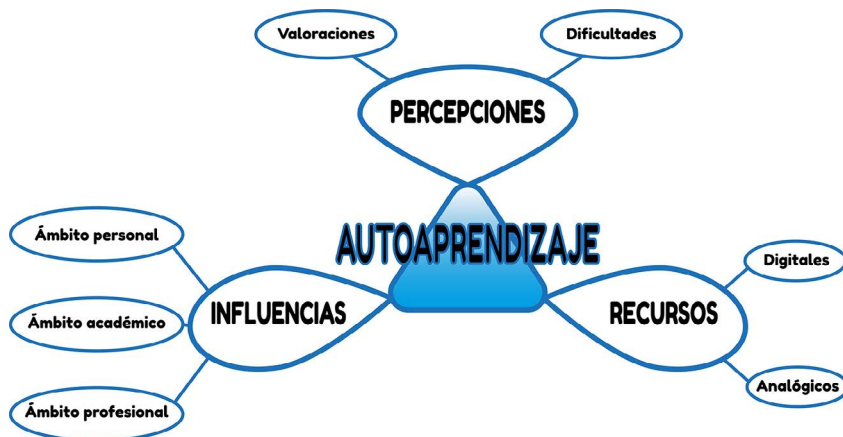 Valoraciones
Dificultades
PERCEPCIONES
AUTOAPRENDIZAJE
Ámbito personal
Ámbito académico
Ámbito profesional
INFLUENCIAS
RECURSOS
Digitales
Analógicos